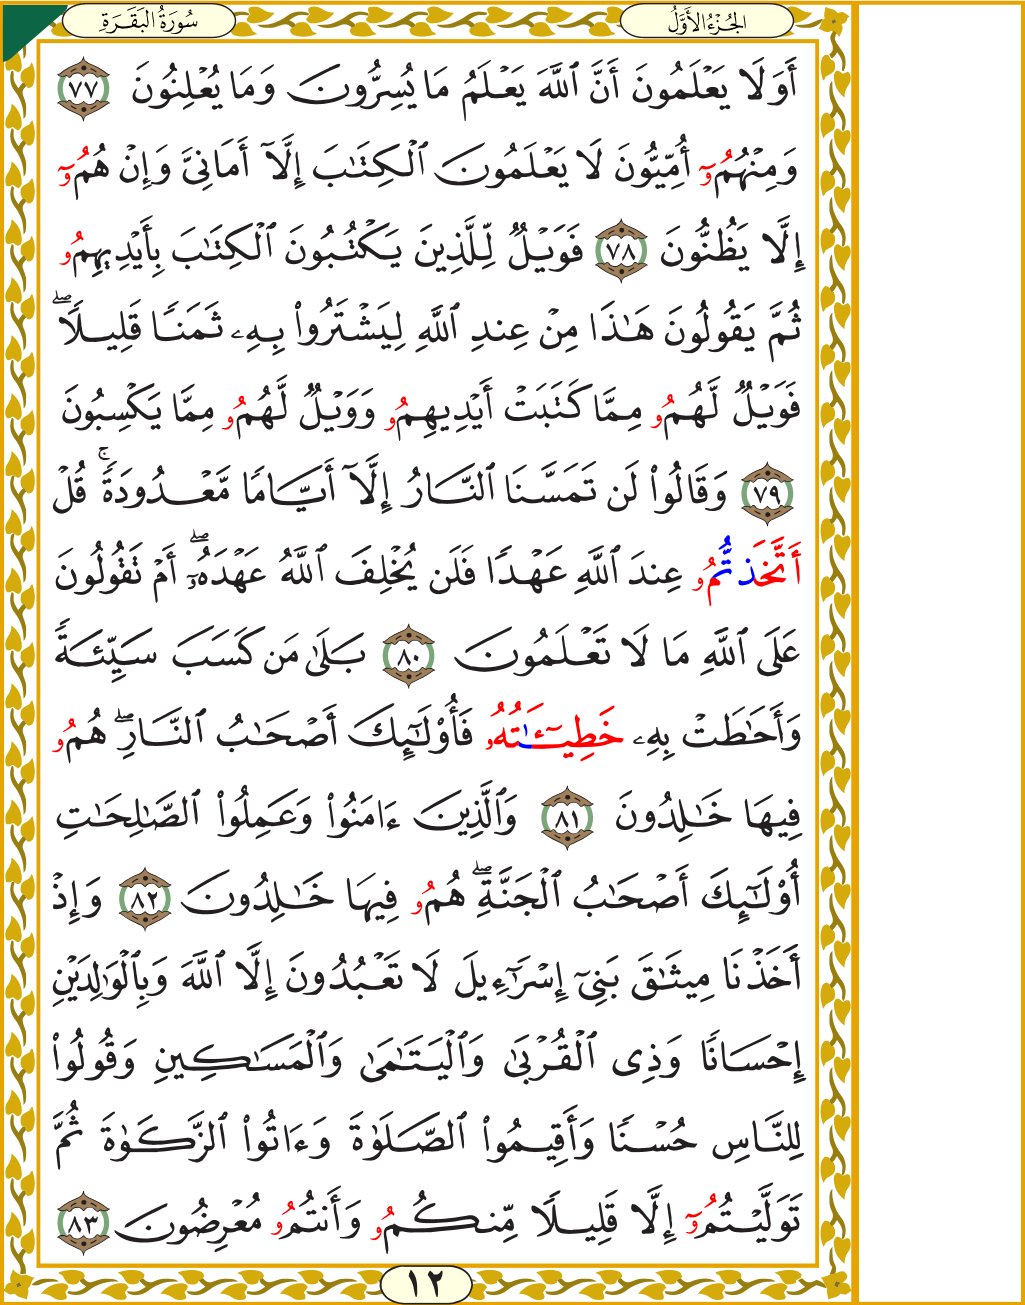 الجُزْءُ الأَوَّلُ
سُورَةُ البَقَرَةِ
أَوَلَا يَعْلَمُونَ أَنَّ ٱللَّهَ يَعْلَمُ مَا يُسِرُّونَ وَمَا يُعْلِنُونَ ٧٧
وَمِنْهُمُۥٓ أُمِّيُّونَ لَا يَعْلَمُونَ ٱلْكِتَٰبَ إِلَّآ أَمَانِىَّ وَإِنْ هُمُۥٓ
إِلَّا يَظُنُّونَ ٧٨ فَوَيْلٌ لِّلَّذِينَ يَكْتُبُونَ ٱلْكِتَٰبَ بِأَيْدِيهِمُۥ
ثُمَّ يَقُولُونَ هَٰذَا مِنْ عِندِ ٱللَّهِ لِيَشْتَرُوا۟ بِهِۦ ثَمَنًا قَلِيلًا ۖ
فَوَيْلٌ لَّهُمُۥ مِمَّا كَتَبَتْ أَيْدِيهِمُۥ وَوَيْلٌ لَّهُمُۥ مِمَّا يَكْسِبُونَ
٧٩ وَقَالُوا۟ لَن تَمَسَّنَا ٱلنَّارُ إِلَّآ أَيَّامًا مَّعْدُودَةً ۚ قُلْ
أَتَّخَذتُّمُۥ عِندَ ٱللَّهِ عَهْدًا فَلَن يُخْلِفَ ٱللَّهُ عَهْدَهُۥٓ ۖ أَمْ تَقُولُونَ
عَلَى ٱللَّهِ مَا لَا تَعْلَمُونَ ٨٠ بَلَىٰ مَن كَسَبَ سَيِّئَةً
وَأَحَٰطَتْ بِهِۦ خَطِيٓـَٰٔتُهُۥ فَأُو۟لَٰٓئِكَ أَصْحَٰبُ ٱلنَّارِ ۖ هُمُۥ
فِيهَا خَٰلِدُونَ ٨١ وَٱلَّذِينَ ءَامَنُوا۟ وَعَمِلُوا۟ ٱلصَّٰلِحَٰتِ
أُو۟لَٰٓئِكَ أَصْحَٰبُ ٱلْجَنَّةِ ۖ هُمُۥ فِيهَا خَٰلِدُونَ ٨٢ وَإِذْ
أَخَذْنَا مِيثَٰقَ بَنِىٓ إِسْرَٰٓءِيلَ لَا تَعْبُدُونَ إِلَّا ٱللَّهَ وَبِٱلْوَٰلِدَيْنِ
إِحْسَانًا وَذِى ٱلْقُرْبَىٰ وَٱلْيَتَٰمَىٰ وَٱلْمَسَٰكِينِ وَقُولُوا۟
لِلنَّاسِ حُسْنًا وَأَقِيمُوا۟ ٱلصَّلَوٰةَ وَءَاتُوا۟ ٱلزَّكَوٰةَ ثُمَّ
تَوَلَّيْتُمُۥٓ إِلَّا قَلِيلًا مِّنكُمُۥ وَأَنتُمُۥ مُعْرِضُونَ ٨٣
١٢